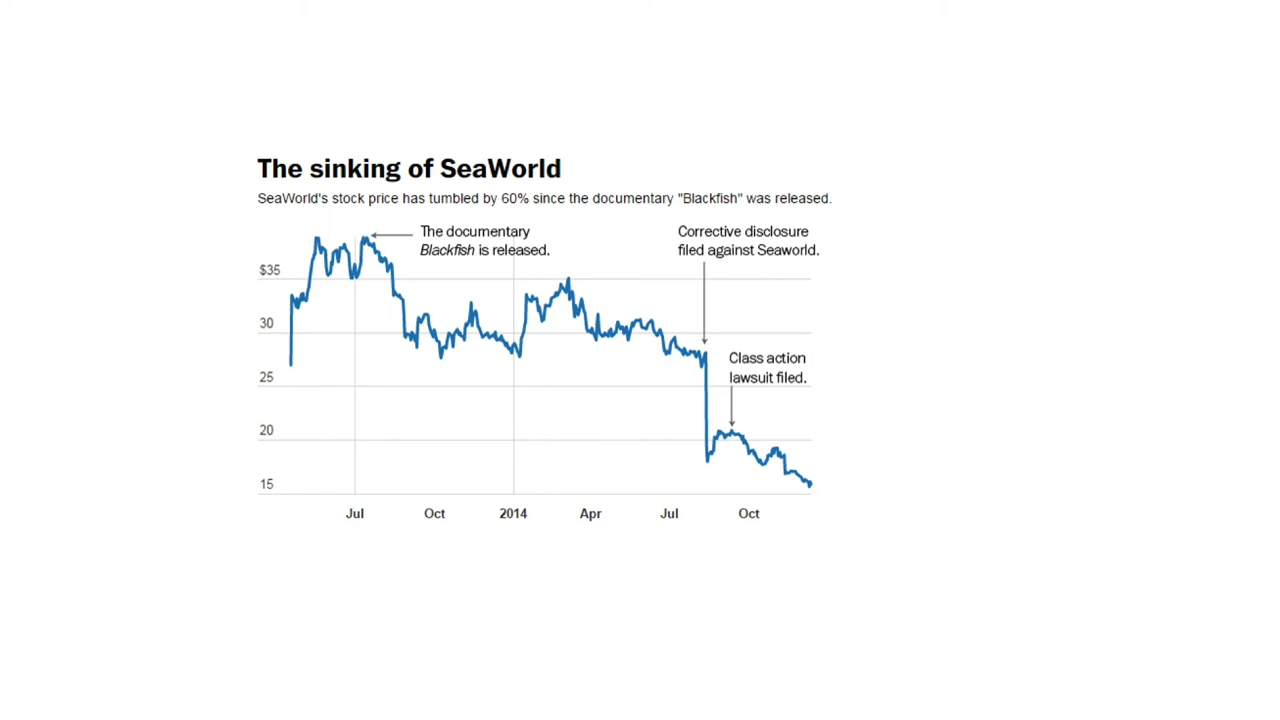 The sinking of SeaWorld
SeaWorld's stock price has tumbled by 60% since the documentary "Blackfish" was released.
The documentary
Blackfish is released.
Corrective disclosure
filed against Seaworld.
Class action
lawsuit filed.
$35
30
25
20
15
Jul Oct 2014 Apr Jul Oct